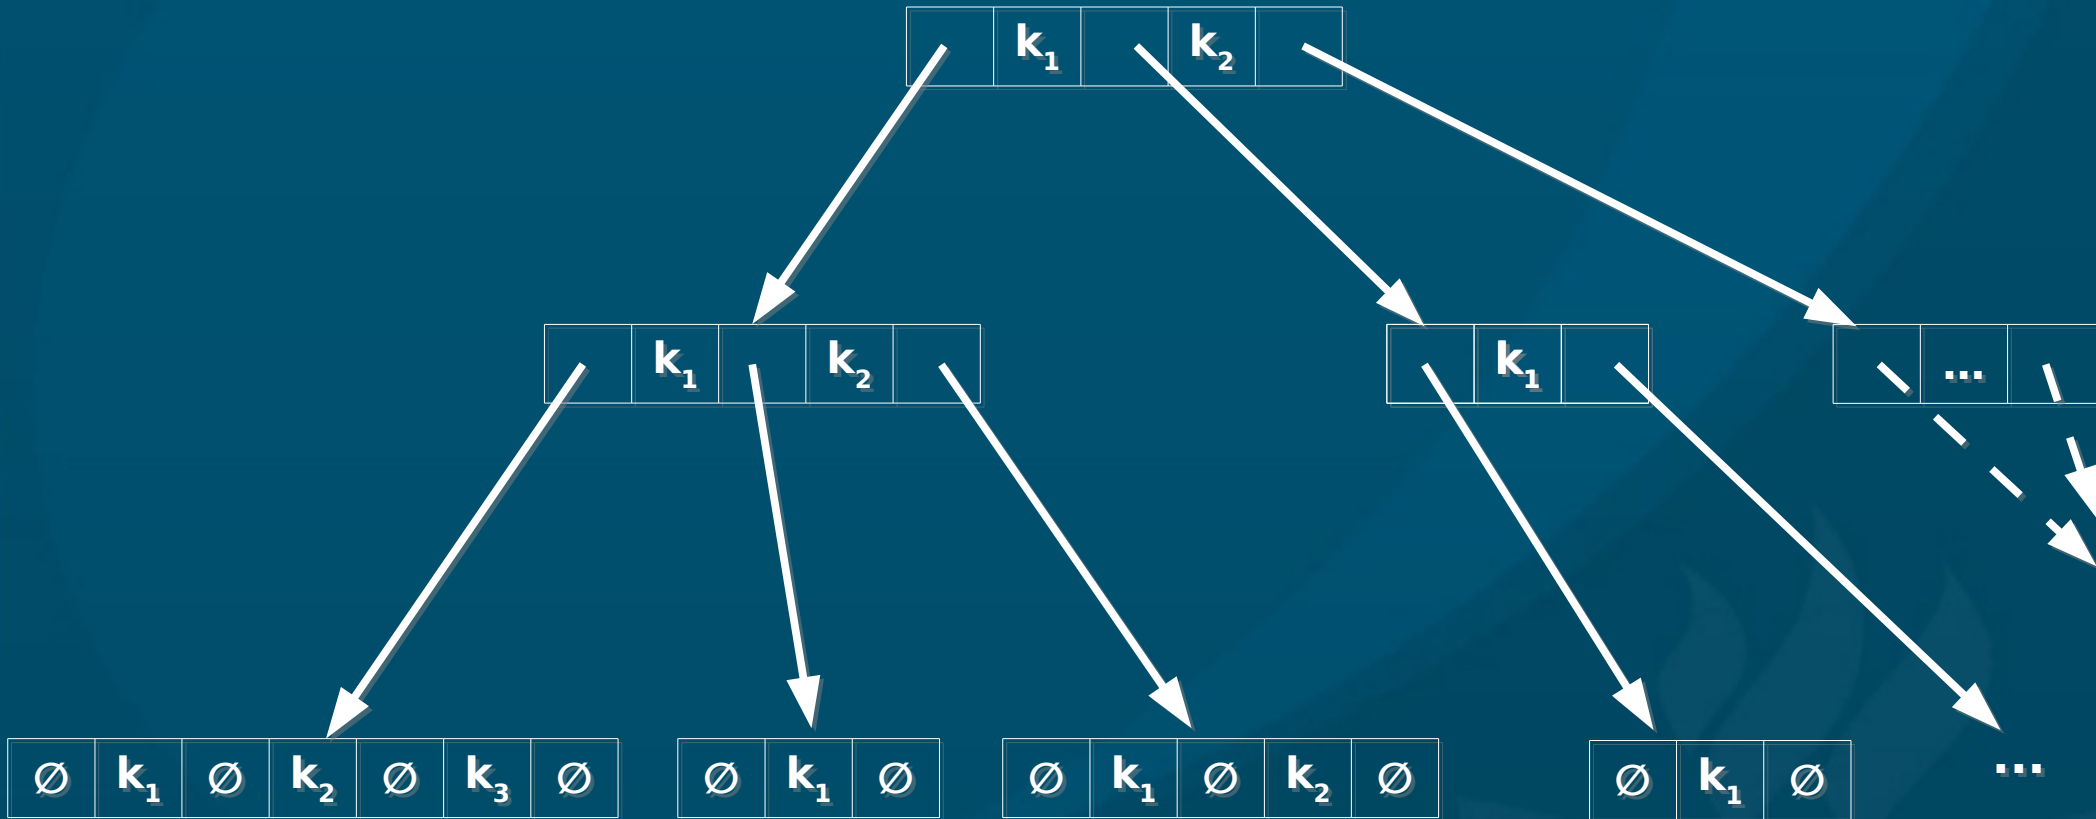 k₁ k₂
k₁ k₂
k₁
...
∅ k₁ ∅ k₂ ∅ k₃ ∅
∅ k₁ ∅
∅ k₁ ∅ k₂ ∅
∅ k₁ ∅
...